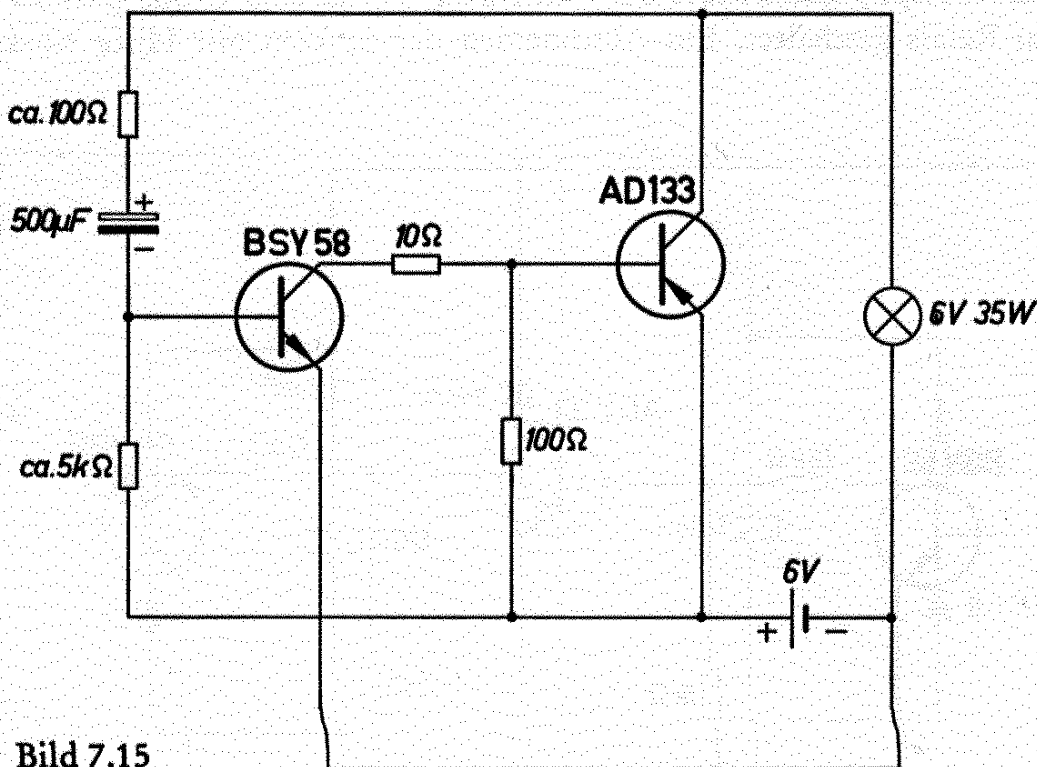 ca. 100Ω
500µF
+
−
BSY 58
10Ω
AD133
6V 35W
ca. 5kΩ
100Ω
6V
+ −
Bild 7.15